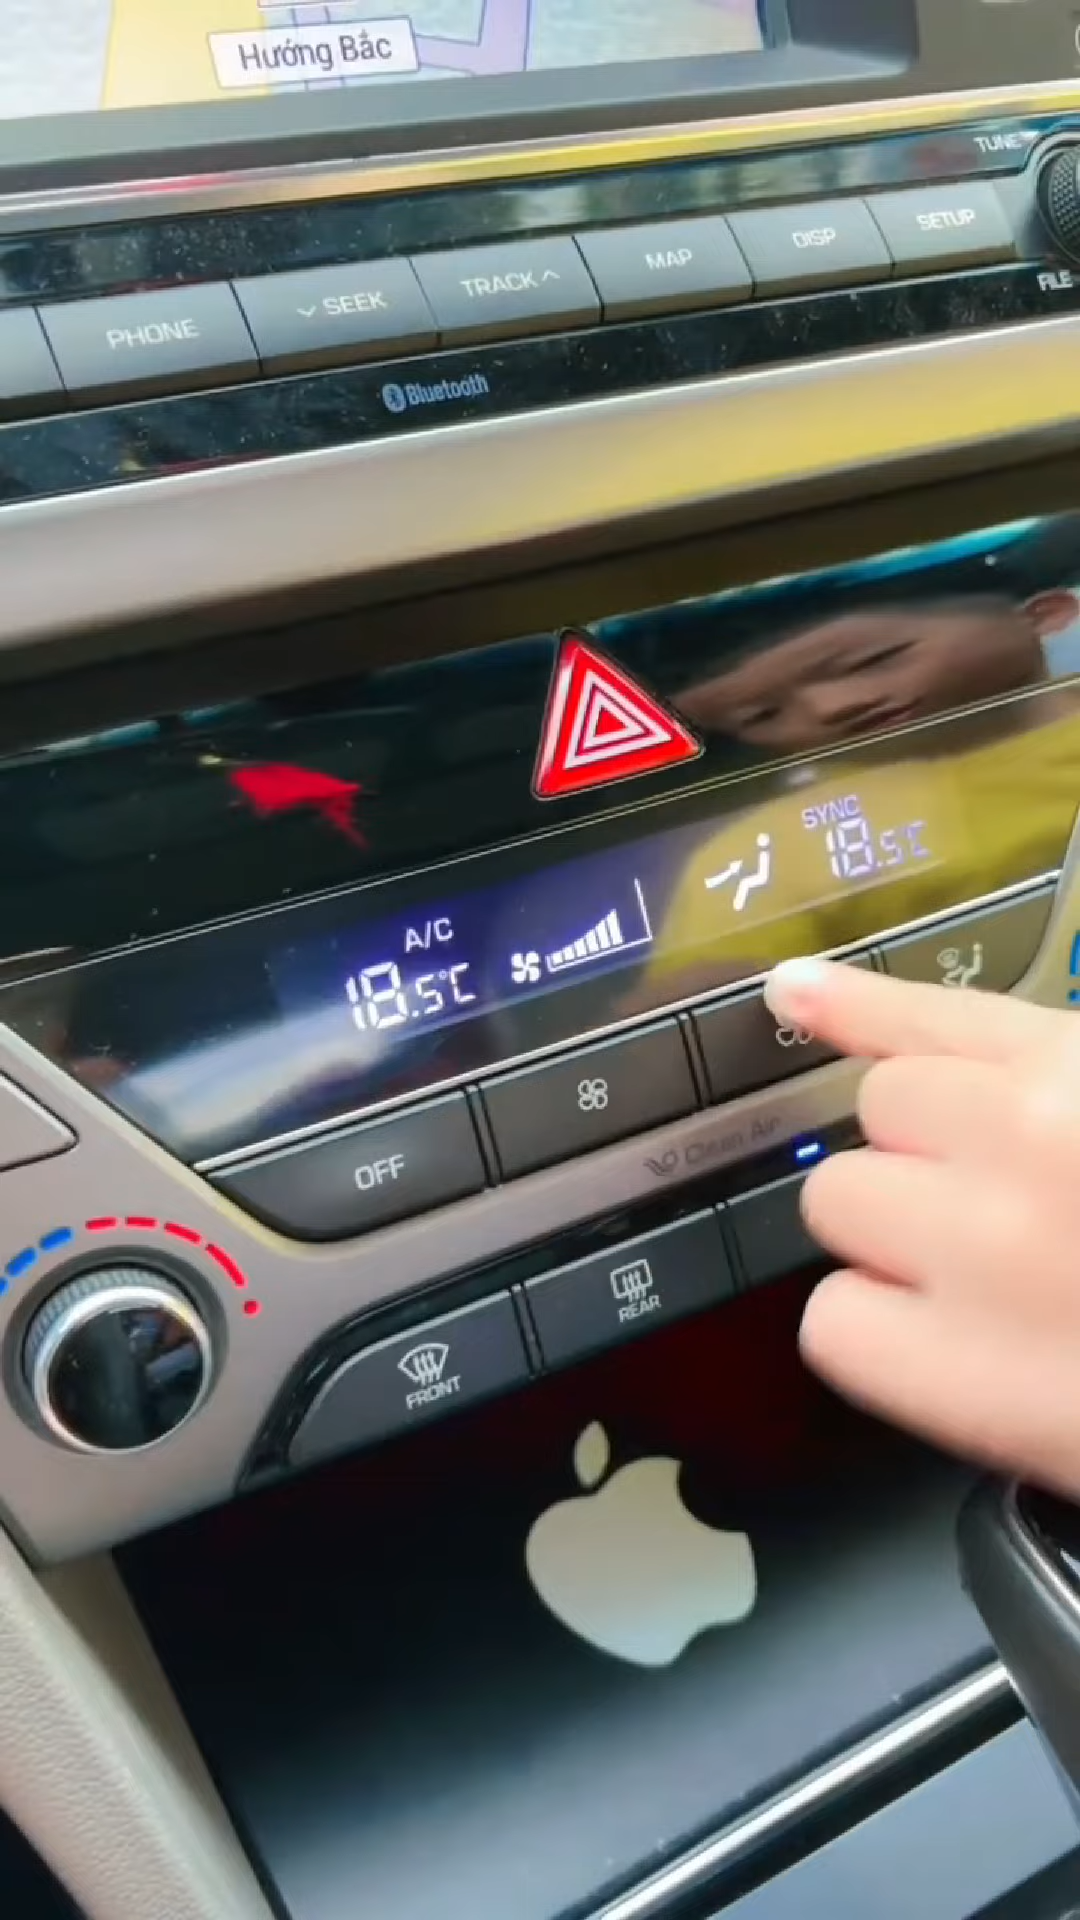 Hướng Bắc
TUNE
PHONE
SEEK
TRACK
MAP
DISP
SETUP
FILE
Bluetooth
SYNC
18.5°C
A/C
18.5°C
OFF
Clean Air
REAR
FRONT